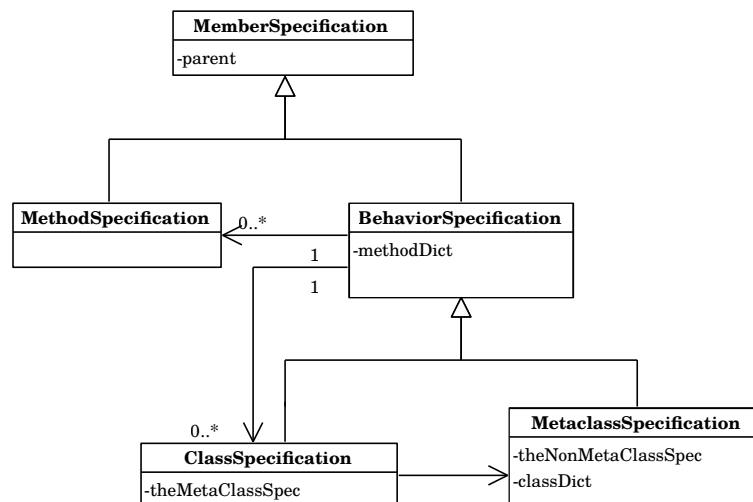 MemberSpecification
-parent
MethodSpecification
BehaviorSpecification
0..*
-methodDict
1
1
0..*
MetaclassSpecification
ClassSpecification
-theNonMetaClassSpec
-theMetaClassSpec
-classDict